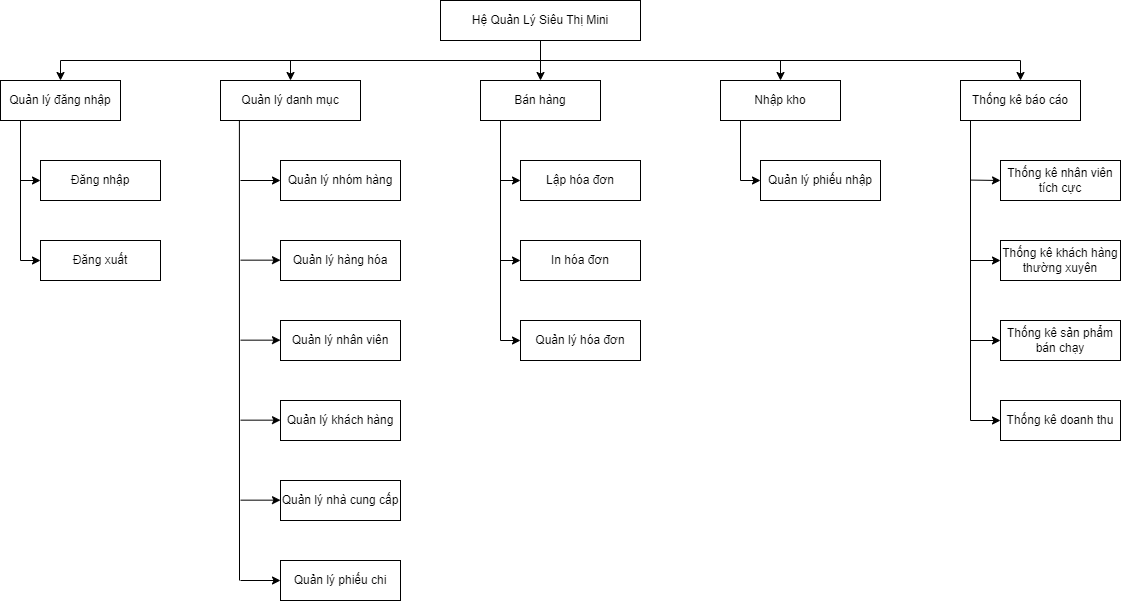 Hệ Quản Lý Siêu Thị Mini
Quản lý đăng nhập
Quản lý danh mục
Bán hàng
Nhập kho
Thống kê báo cáo
Đăng nhập
Đăng xuất
Quản lý nhóm hàng
Quản lý hàng hóa
Quản lý nhân viên
Quản lý khách hàng
Quản lý nhà cung cấp
Quản lý phiếu chi
Lập hóa đơn
In hóa đơn
Quản lý hóa đơn
Quản lý phiếu nhập
Thống kê nhân viên
tích cực
Thống kê khách hàng
thường xuyên
Thống kê sản phẩm
bán chạy
Thống kê doanh thu